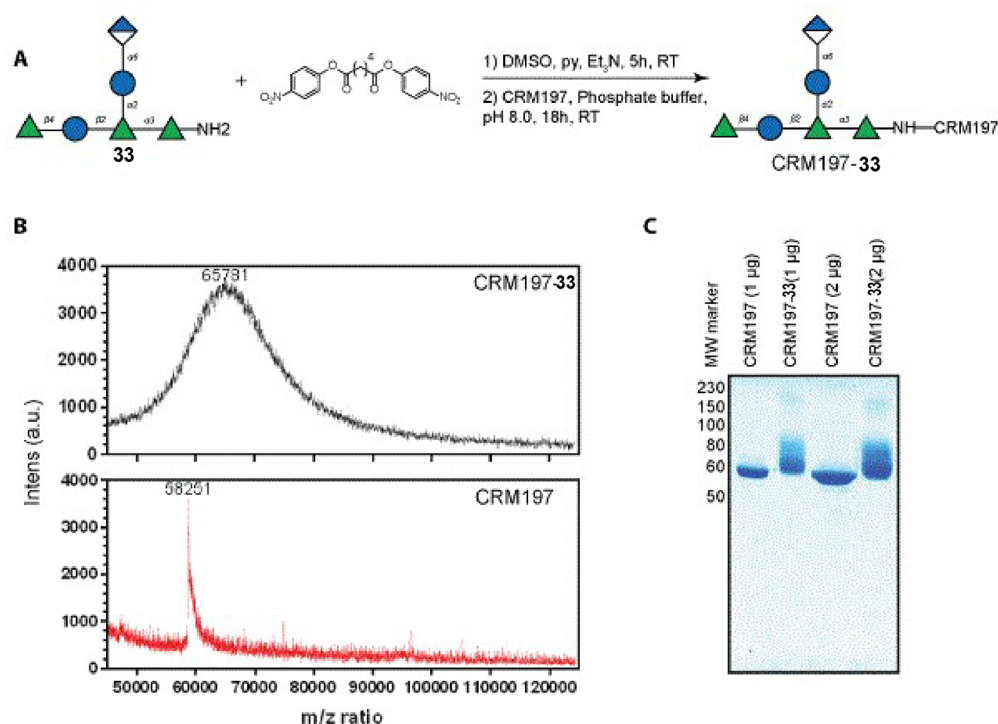 A
α6
α2
β4
β2
α3
NH2
33
+
O₂N
O
O
4
O
O
NO₂
1) DMSO, py, Et₃N, 5h, RT
2) CRM197, Phosphate buffer,
pH 8.0, 18h, RT
α6
α2
β4
β2
α3
NH—CRM197
CRM197-33
B
4000
3000
2000
1000
0
65781
CRM197-33
4000
3000
2000
1000
0
58251
CRM197
Intens (a.u.)
50000 60000 70000 80000 90000 100000 110000 120000
m/z ratio
C
MW marker
CRM197 (1 µg)
CRM197-33(1 µg)
CRM197 (2 µg)
CRM197-33(2 µg)
230
150
100
80
60
50